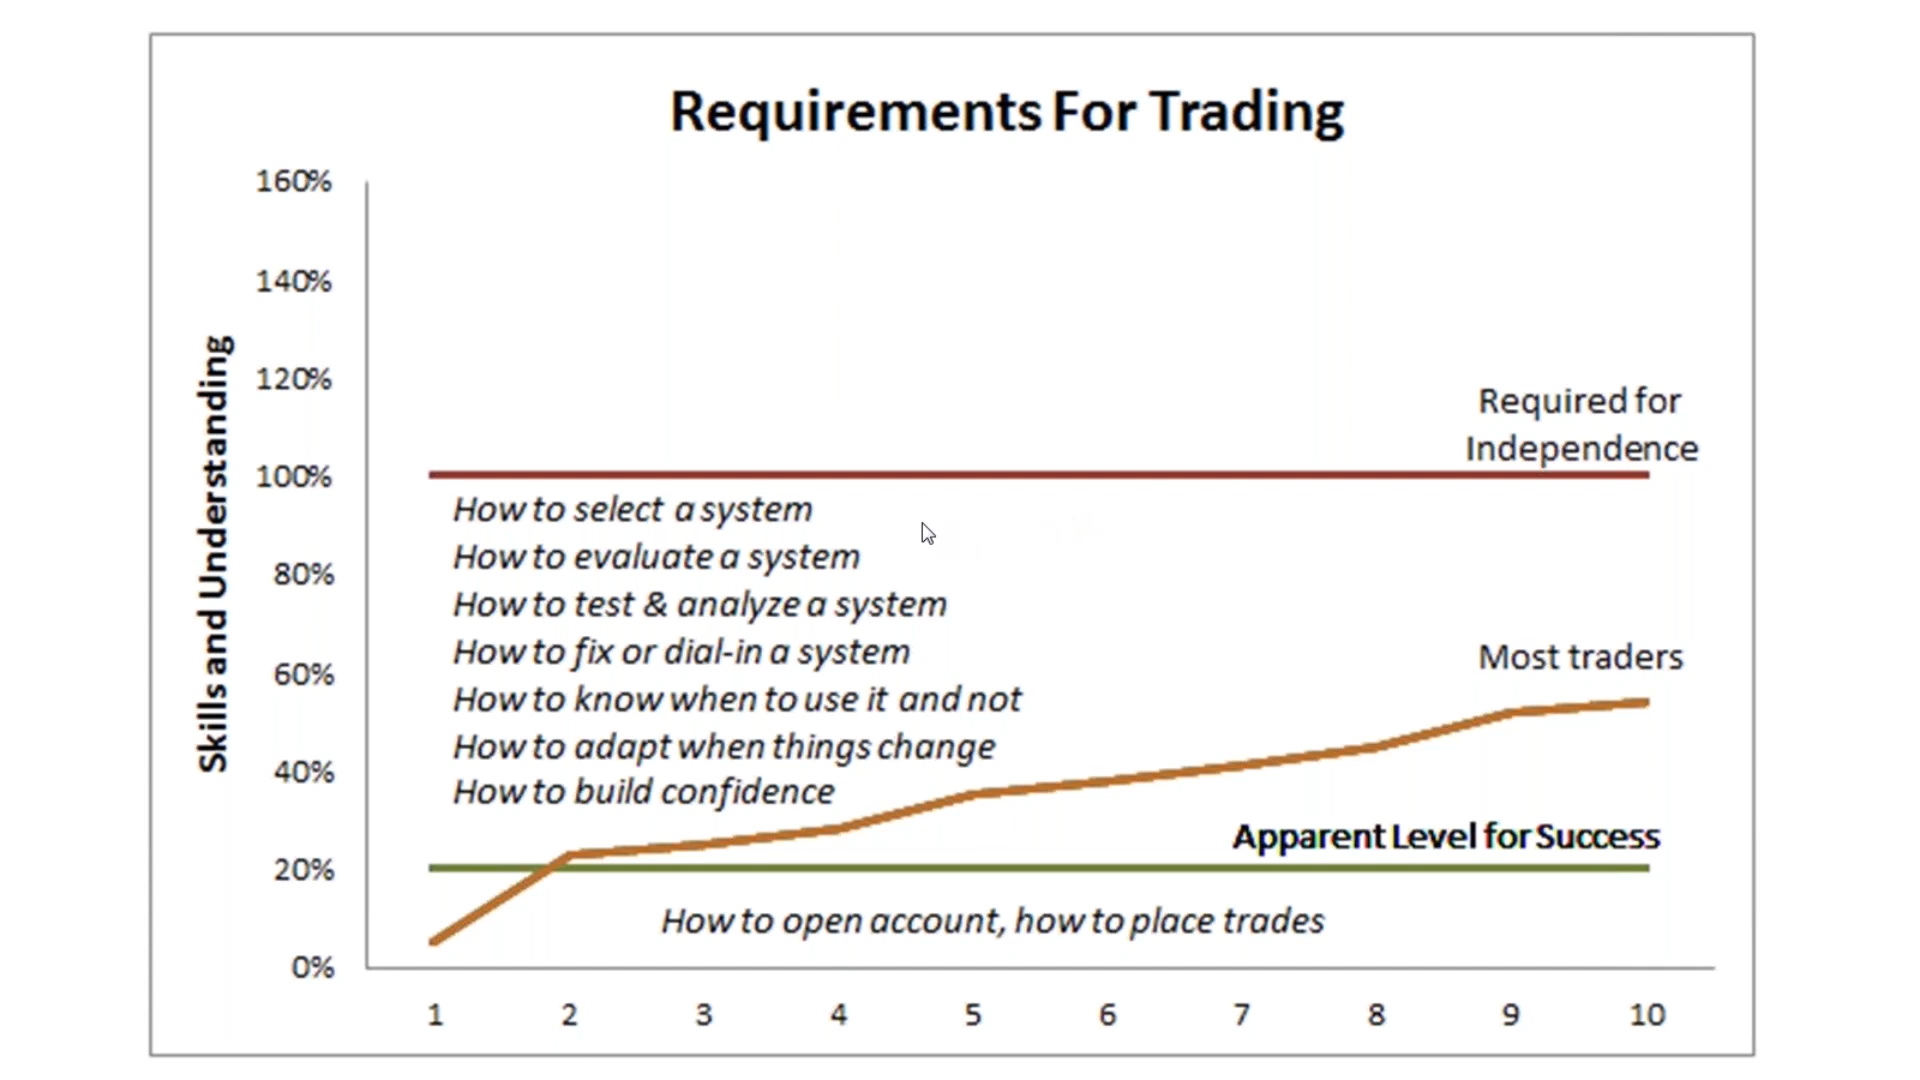 Requirements For Trading
160%
140%
120%
100%
80%
60%
40%
20%
0%
Skills and Understanding
Required for
Independence
How to select a system
How to evaluate a system
How to test & analyze a system
How to fix or dial-in a system
How to know when to use it and not
How to adapt when things change
How to build confidence
Most traders
Apparent Level for Success
How to open account, how to place trades
1 2 3 4 5 6 7 8 9 10